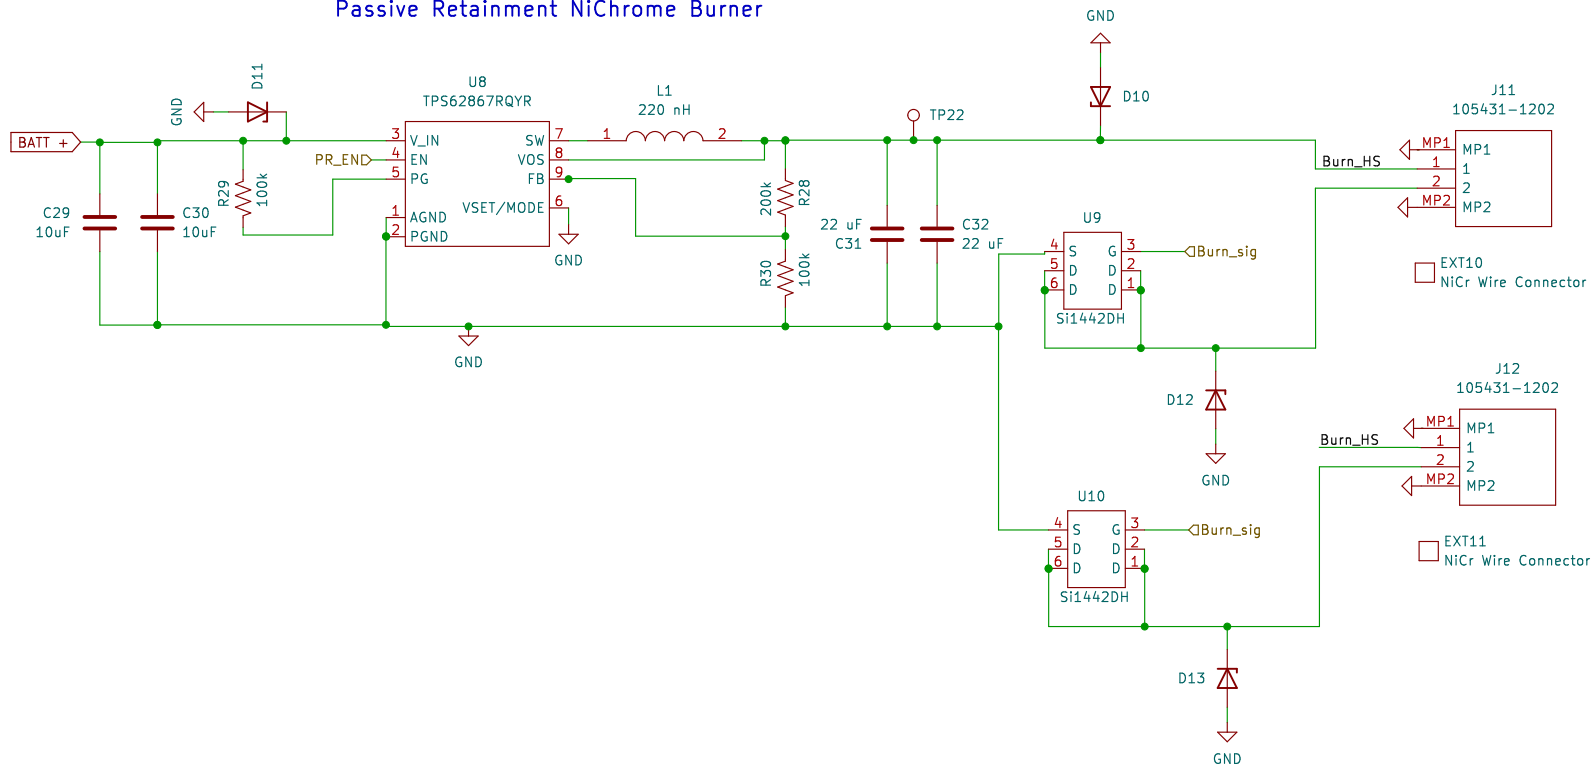 Passive Retainment NiChrome Burner
BATT +
GND
D11
C29
10uF
C30
10uF
R29
100k
PR_EN
U8
TPS62867RQYR
3
V_IN
4
EN
5
PG
1
AGND
2
PGND
SW
7
VOS
8
FB
9
VSET/MODE
6
GND
GND
L1
220 nH
1
2
200k
R28
R30
100k
22 uF
C31
C32
22 uF
TP22
GND
D10
U9
4
S
5
D
6
D
G
3
D
2
D
1
Si1442DH
Burn_sig
D12
GND
Burn_HS
J11
105431-1202
MP1
MP1
1
1
2
2
MP2
MP2
EXT10
NiCr Wire Connector
J12
105431-1202
Burn_HS
MP1
MP1
1
1
2
2
MP2
MP2
EXT11
NiCr Wire Connector
U10
4
S
5
D
6
D
G
3
D
2
D
1
Si1442DH
Burn_sig
D13
GND